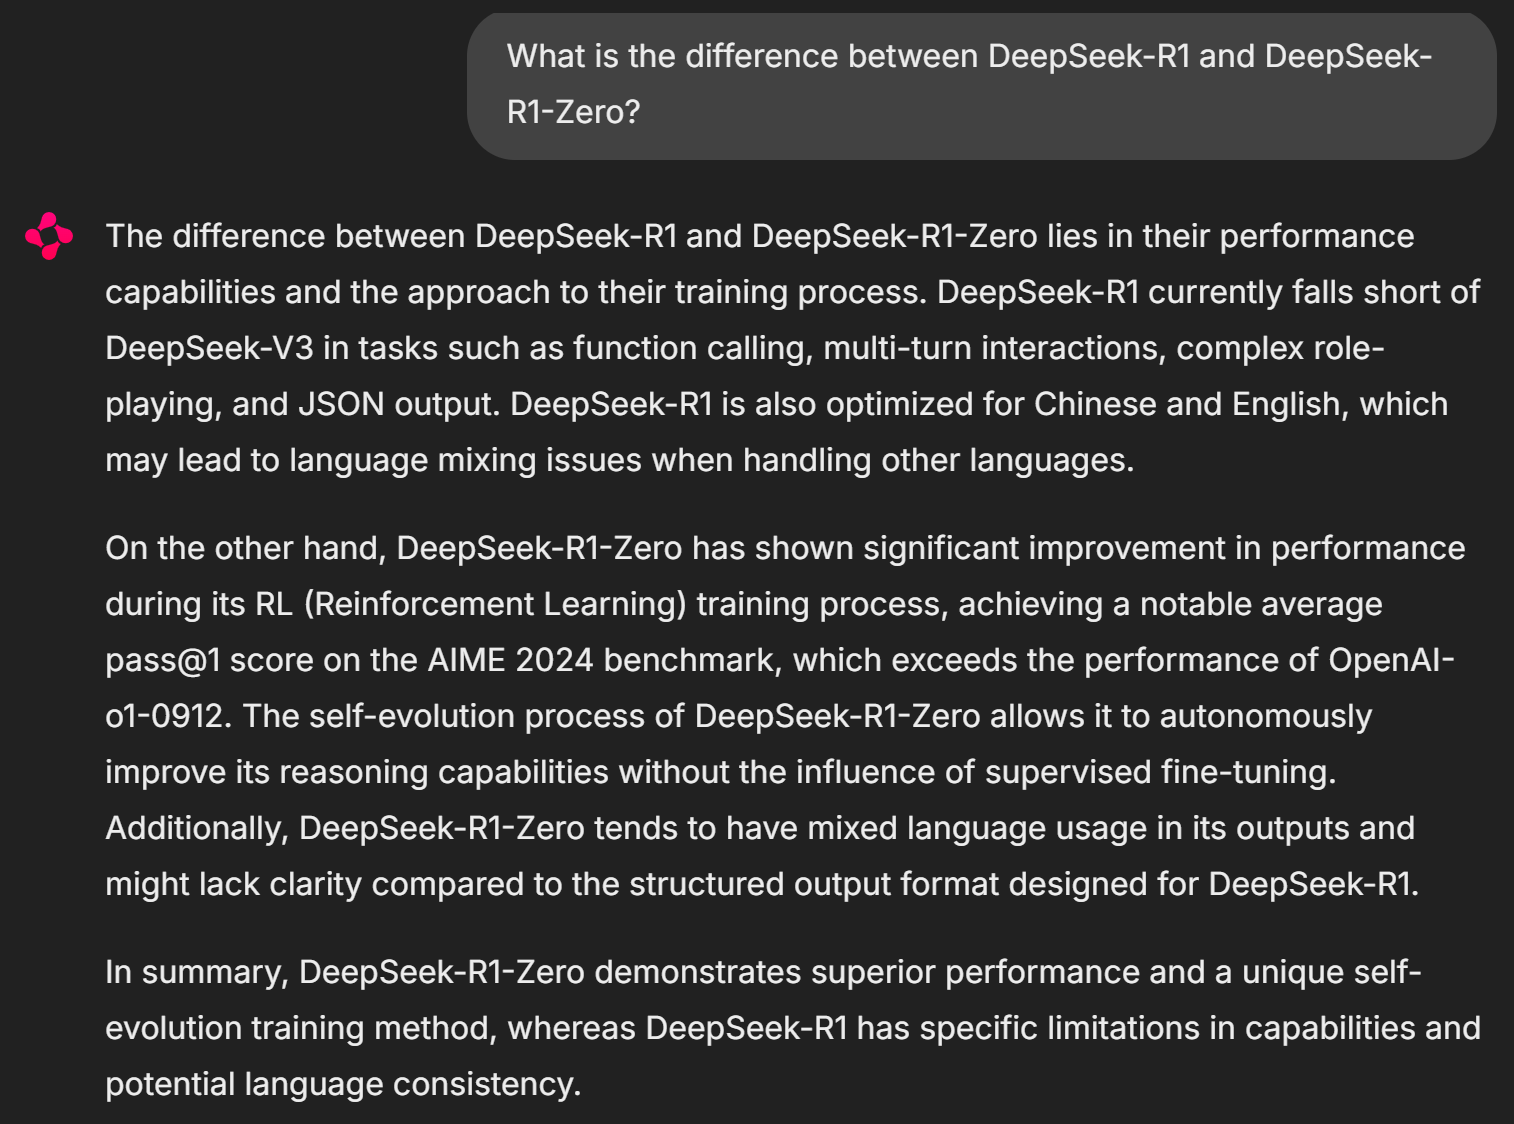 What is the difference between DeepSeek-R1 and DeepSeek-
R1-Zero?
The difference between DeepSeek-R1 and DeepSeek-R1-Zero lies in their performance
capabilities and the approach to their training process. DeepSeek-R1 currently falls short of
DeepSeek-V3 in tasks such as function calling, multi-turn interactions, complex role-
playing, and JSON output. DeepSeek-R1 is also optimized for Chinese and English, which
may lead to language mixing issues when handling other languages.
On the other hand, DeepSeek-R1-Zero has shown significant improvement in performance
during its RL (Reinforcement Learning) training process, achieving a notable average
pass@1 score on the AIME 2024 benchmark, which exceeds the performance of OpenAI-
o1-0912. The self-evolution process of DeepSeek-R1-Zero allows it to autonomously
improve its reasoning capabilities without the influence of supervised fine-tuning.
Additionally, DeepSeek-R1-Zero tends to have mixed language usage in its outputs and
might lack clarity compared to the structured output format designed for DeepSeek-R1.
In summary, DeepSeek-R1-Zero demonstrates superior performance and a unique self-
evolution training method, whereas DeepSeek-R1 has specific limitations in capabilities and
potential language consistency.